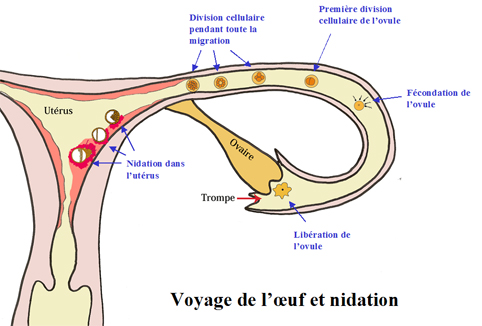 Première division
cellulaire de l'ovule
Division cellulaire
pendant toute la
migration
Fécondation de
l'ovule
Utérus
Ovaire
Nidation dans
l'utérus
Trompe
Libération de
l'ovule
Voyage de l'œuf et nidation